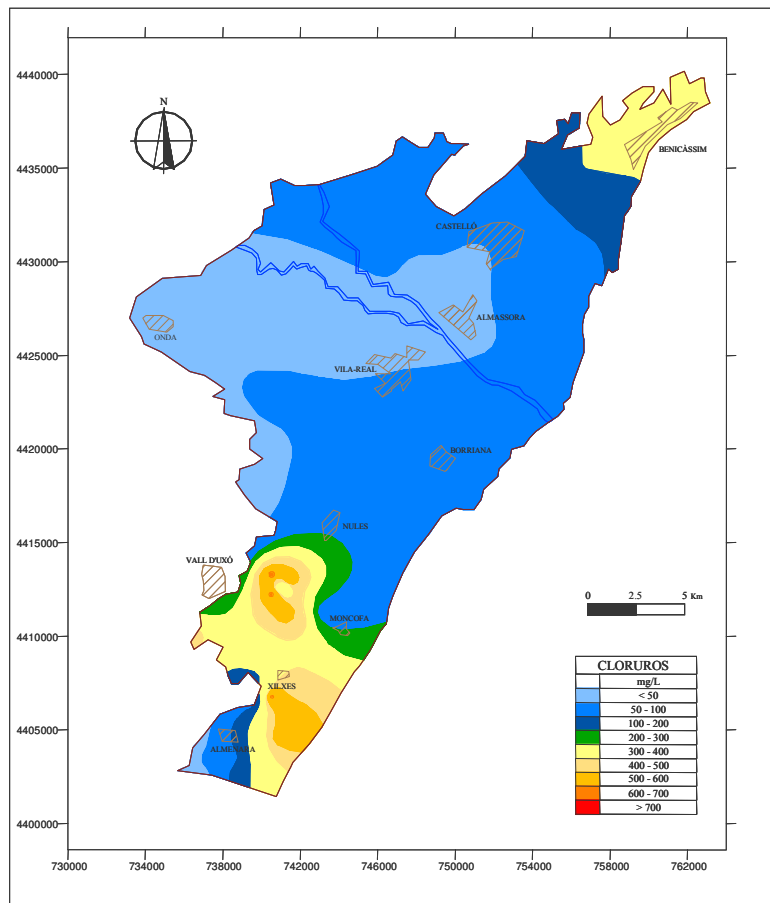 4440000
4435000
4430000
4425000
4420000
4415000
4410000
4405000
4400000
N
BENICÀSSIM
CASTELLÓ
ALMASSORA
ONDA
VILA-REAL
BORRIANA
NULES
VALL D'UXÓ
MONCOFA
XILXES
ALMENARA
0 2.5 5 Km
CLORUROS
mg/L
< 50
50 - 100
100 - 200
200 - 300
300 - 400
400 - 500
500 - 600
600 - 700
> 700
730000 734000 738000 742000 746000 750000 754000 758000 762000